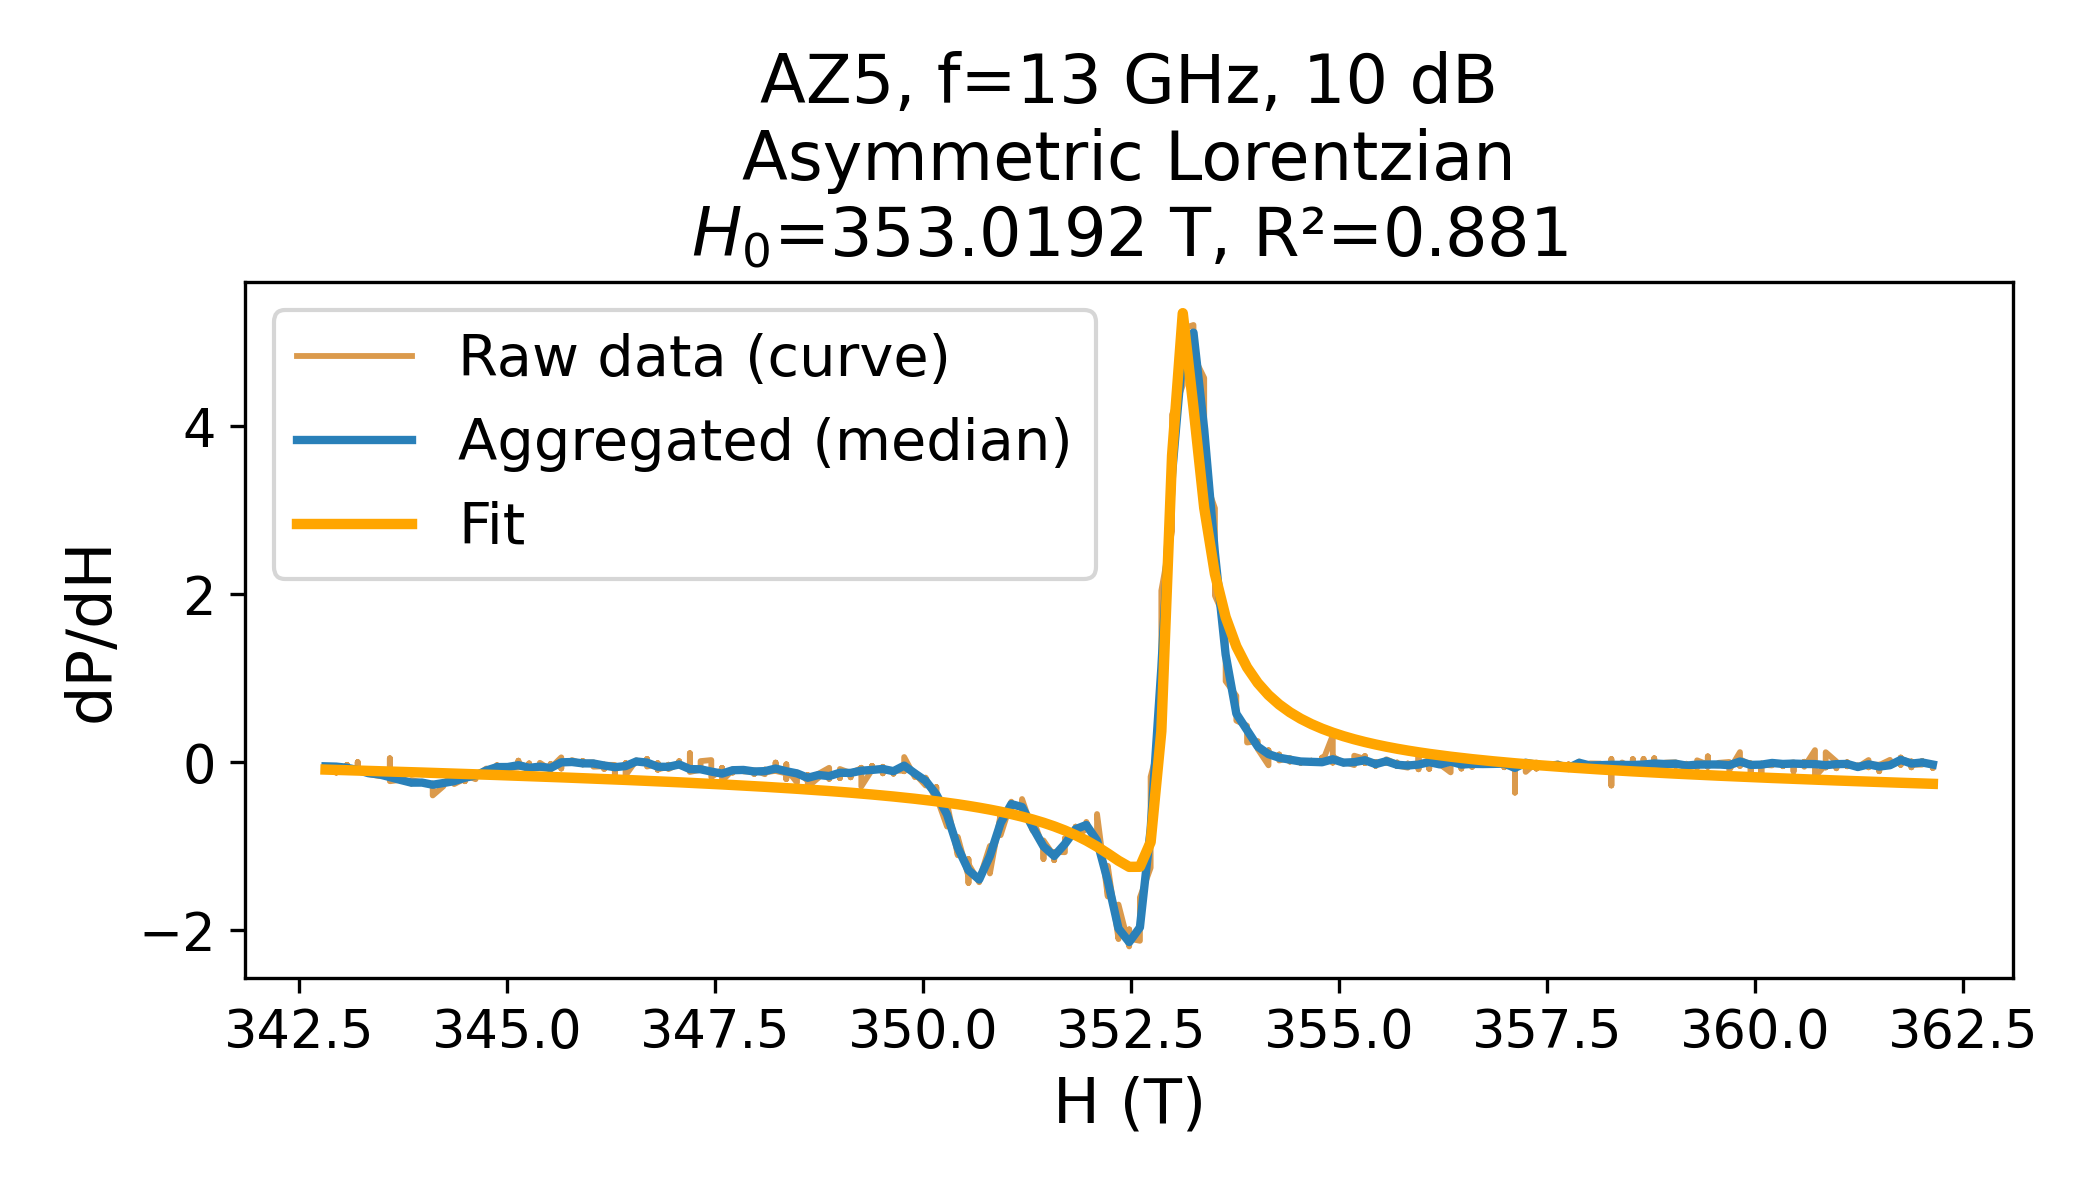 AZ5, f=13 GHz, 10 dB
Asymmetric Lorentzian
H₀=353.0192 T, R²=0.881
Raw data (curve)
Aggregated (median)
Fit
dP/dH
4
2
0
−2
342.5 345.0 347.5 350.0 352.5 355.0 357.5 360.0 362.5
H (T)